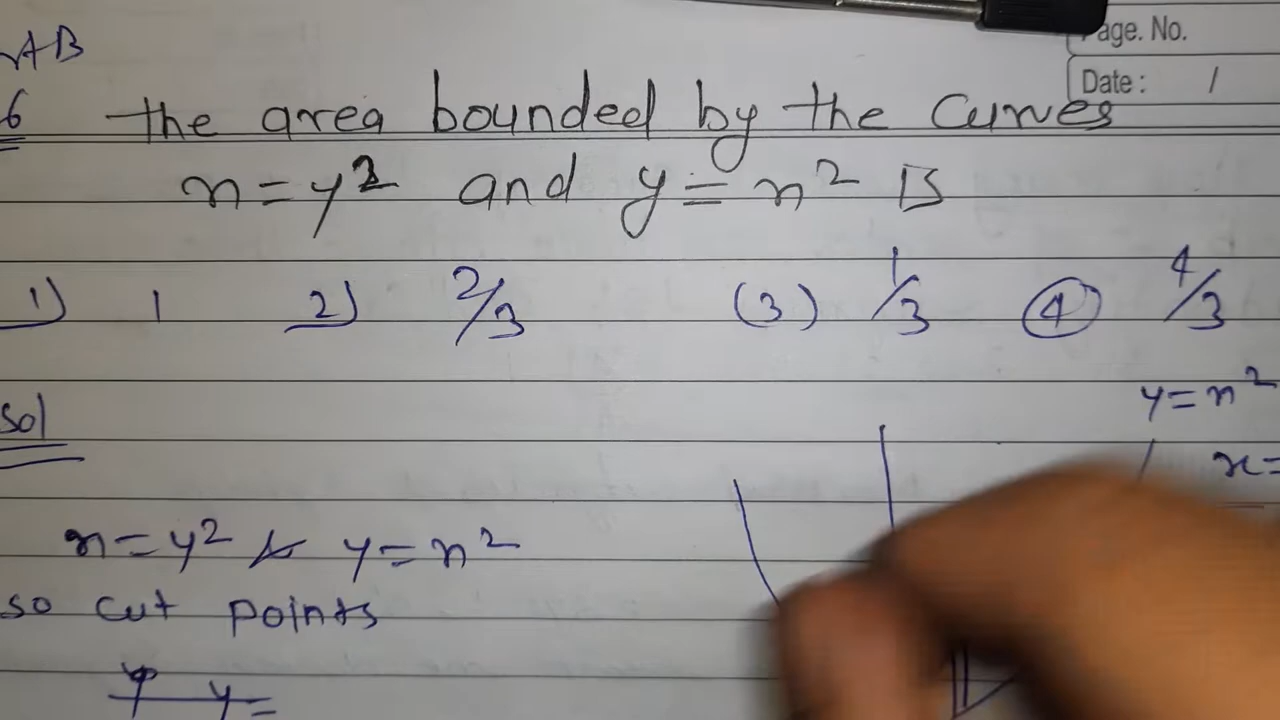 AB
Page. No.
Date : /
6 the area bounded by the curves
x = y² and y = x² is
1) 1 2) 2/3 (3) 1/3 (4) 4/3
y = x²
Sol
x =
x = y² & y = x²
so cut points
y =